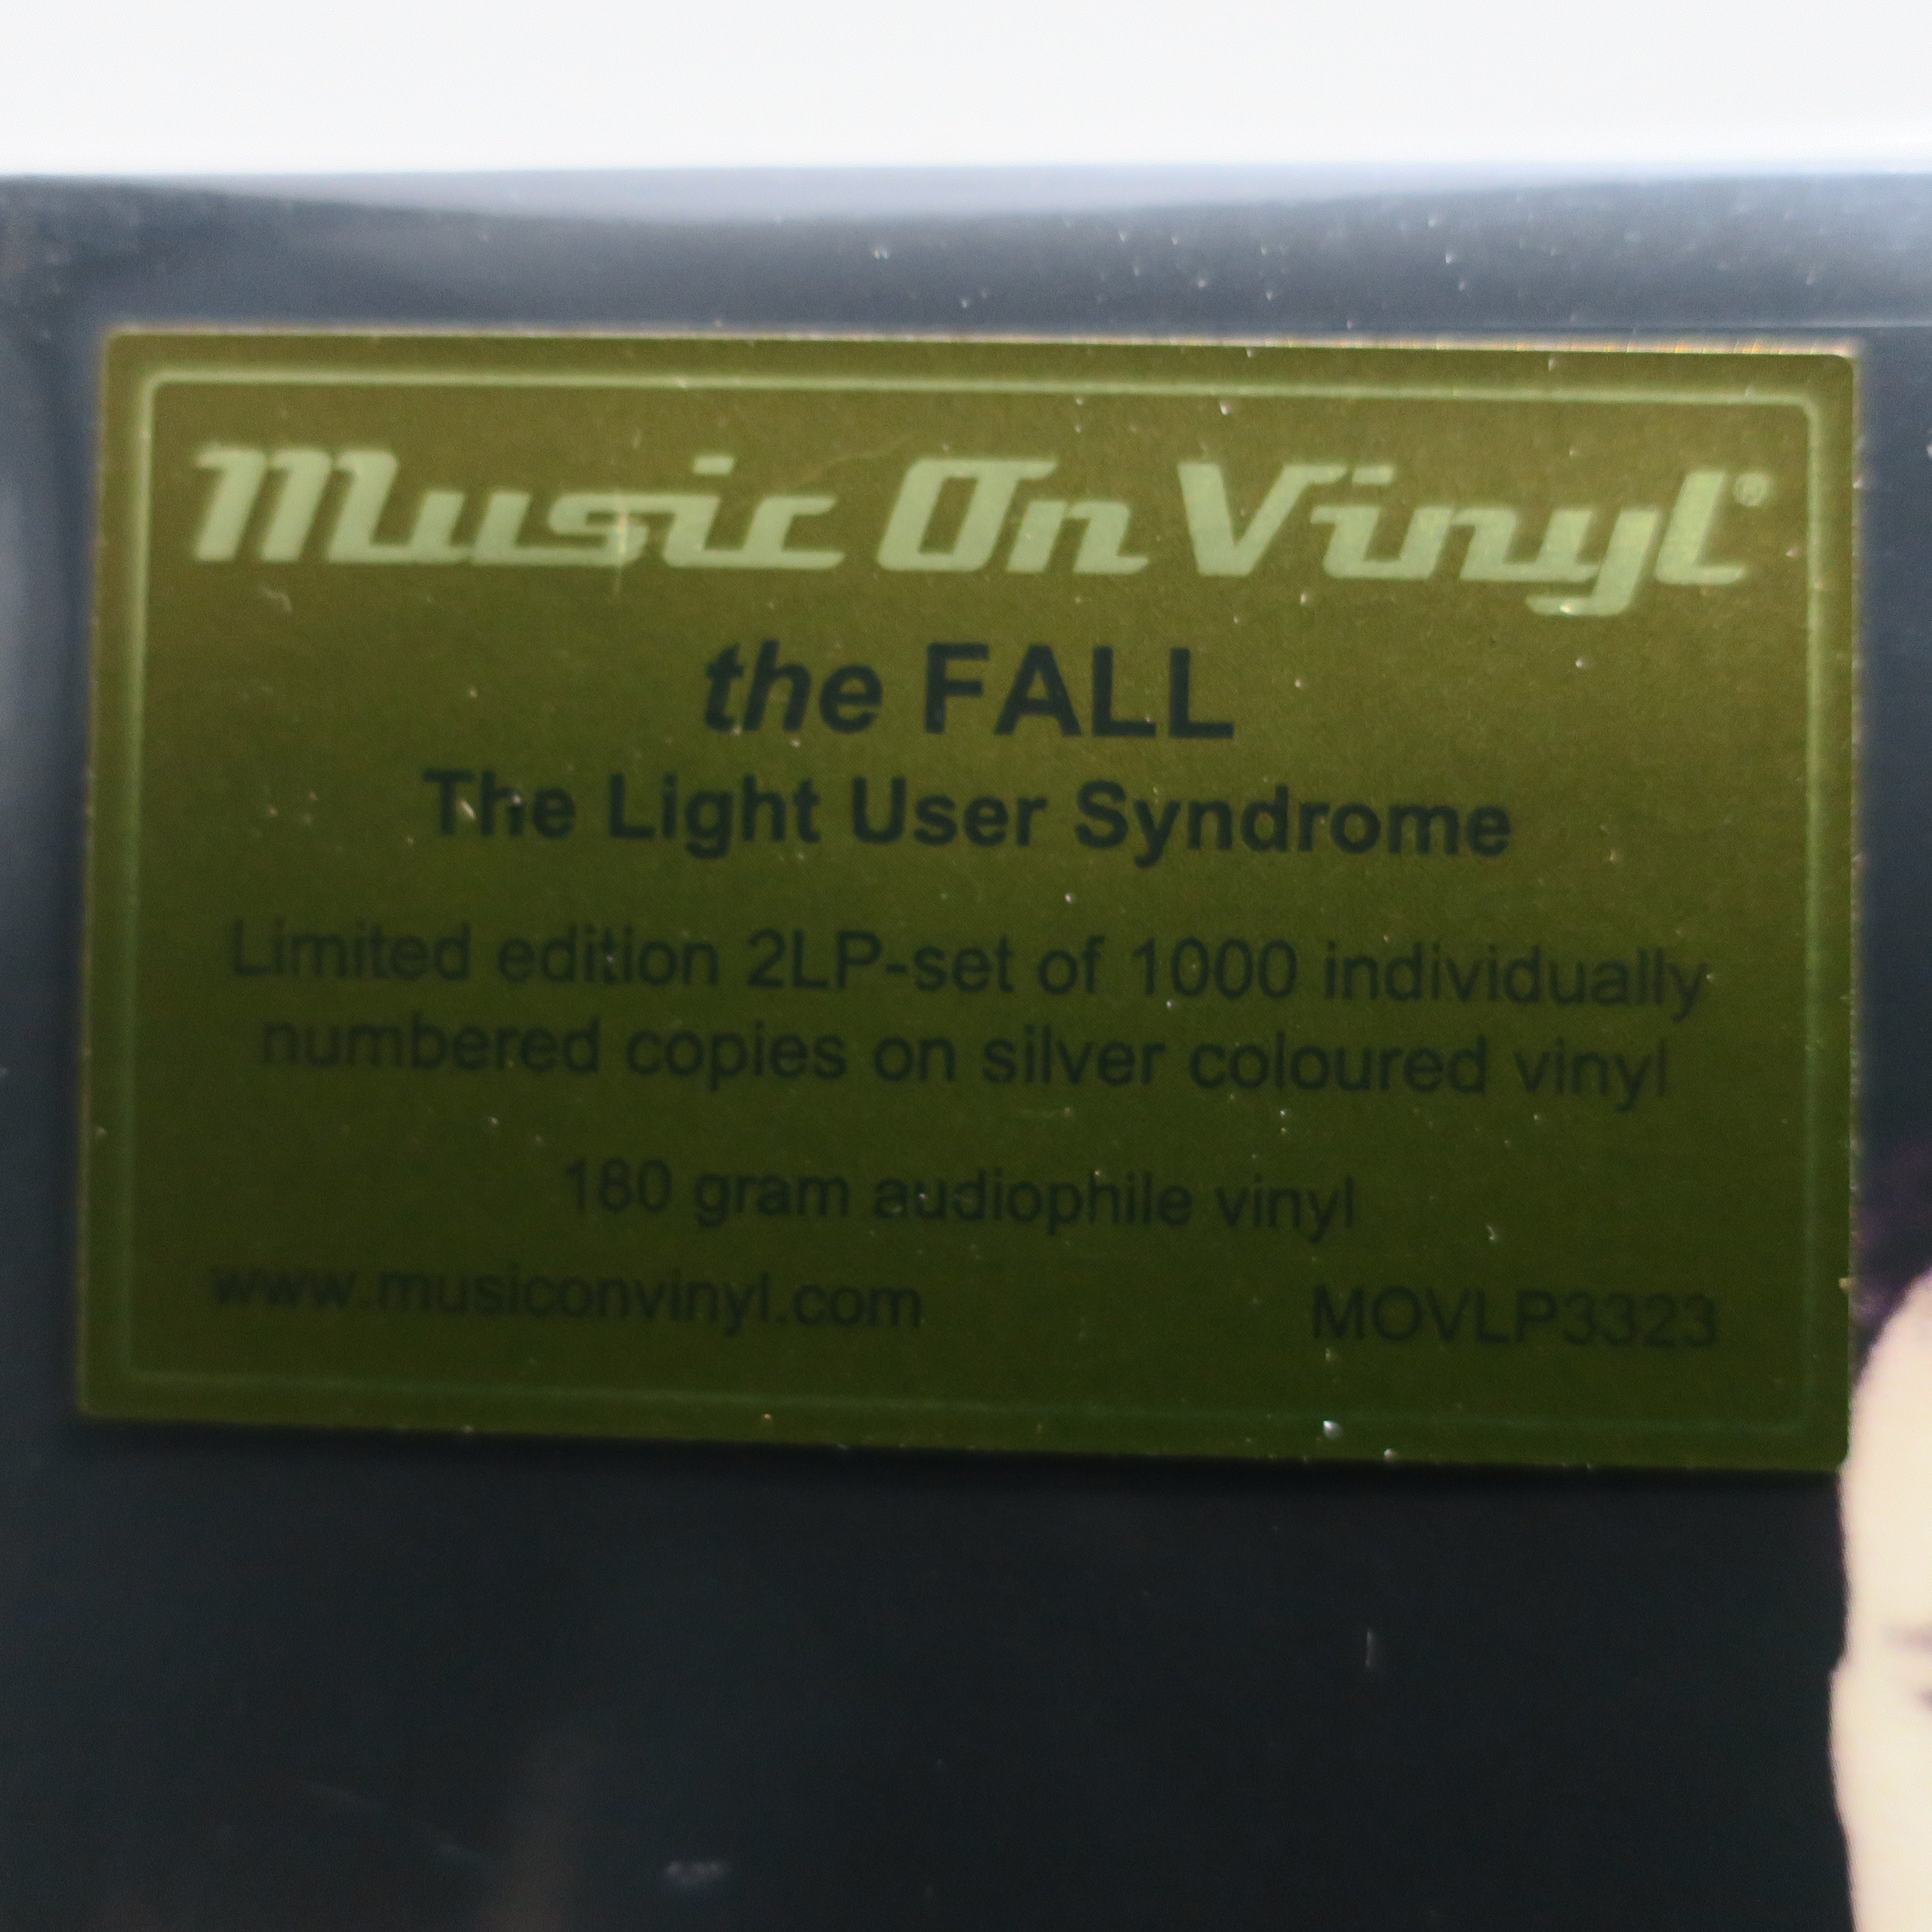 Music On Vinyl®
the FALL
The Light User Syndrome
Limited edition 2LP-set of 1000 individually
numbered copies on silver coloured vinyl
180 gram audiophile vinyl
www.musiconvinyl.com MOVLP3323